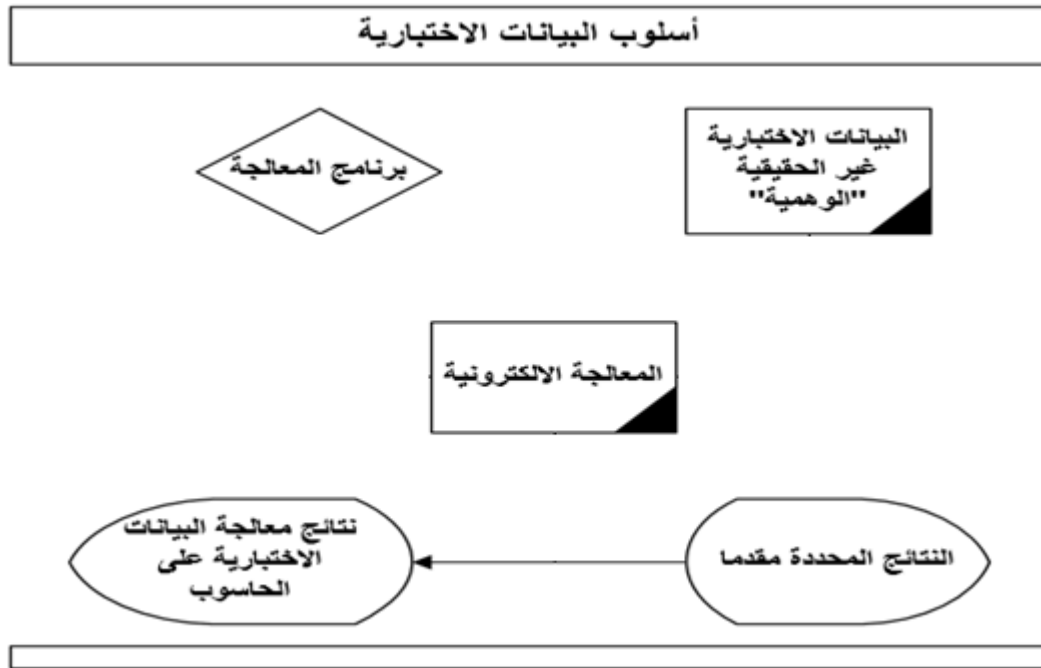 أسلوب البيانات الاختبارية
البيانات الاختبارية
غير الحقيقية
"الوهمية"
برنامج المعالجة
المعالجة الالكترونية
النتائج المحددة مقدما
نتائج معالجة البيانات
الاختبارية على
الحاسوب